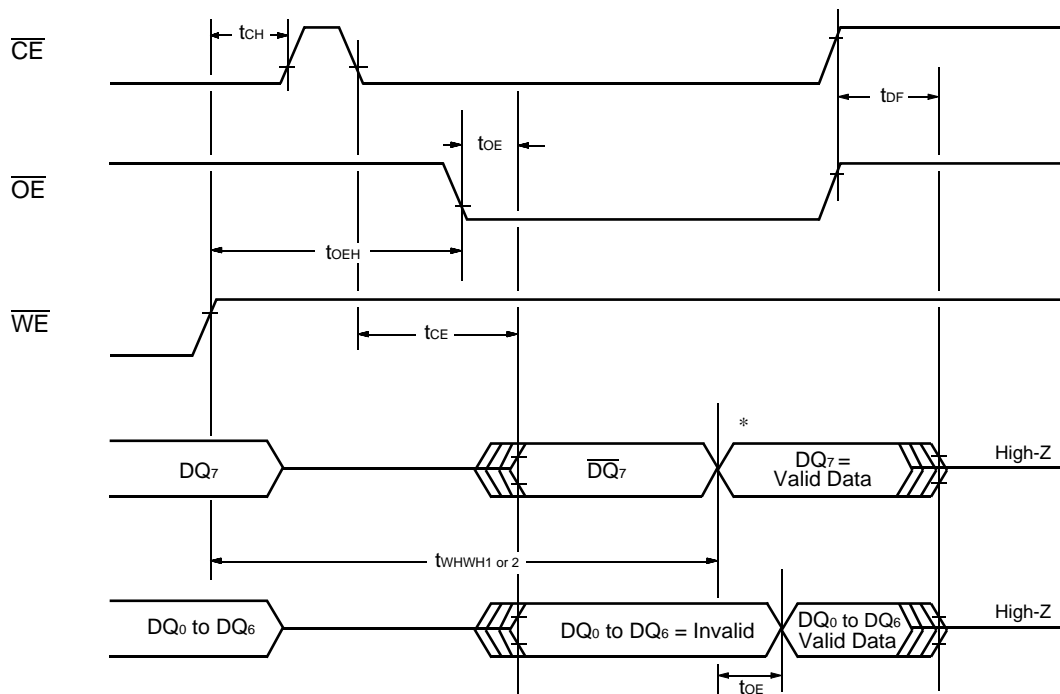 CE
tCH
tDF
tOE
OE
tOEH
WE
tCE
*
DQ7
DQ7
DQ7 =
Valid Data
High-Z
tWHWH1 or 2
DQ0 to DQ6
DQ0 to DQ6 = Invalid
DQ0 to DQ6
Valid Data
High-Z
tOE